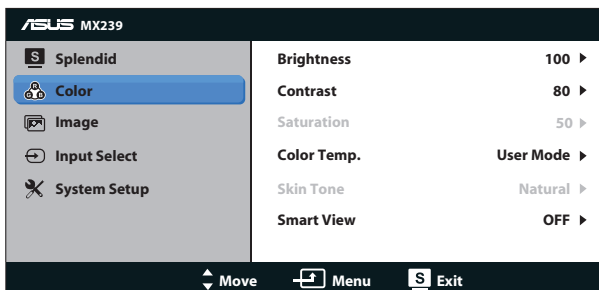 ASUS MX239
S Splendid
Color
Image
Input Select
System Setup
Brightness 100
Contrast 80
Saturation 50
Color Temp. User Mode
Skin Tone Natural
Smart View OFF
Move Menu S Exit